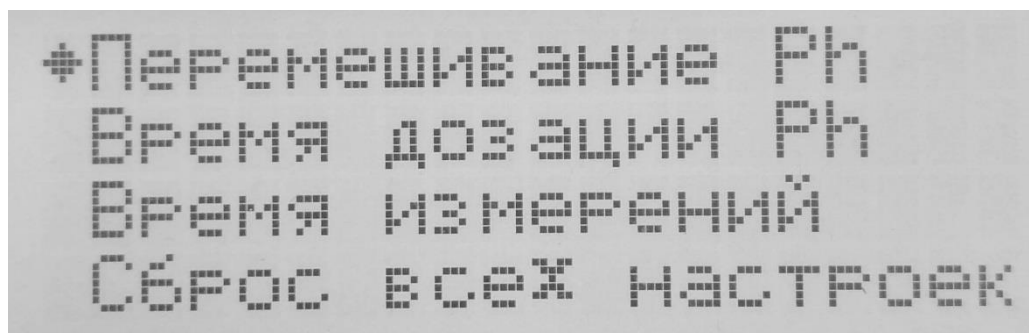 Перемешивание Ph
Время дозации Ph
Время измерений
Сброс всех настроек